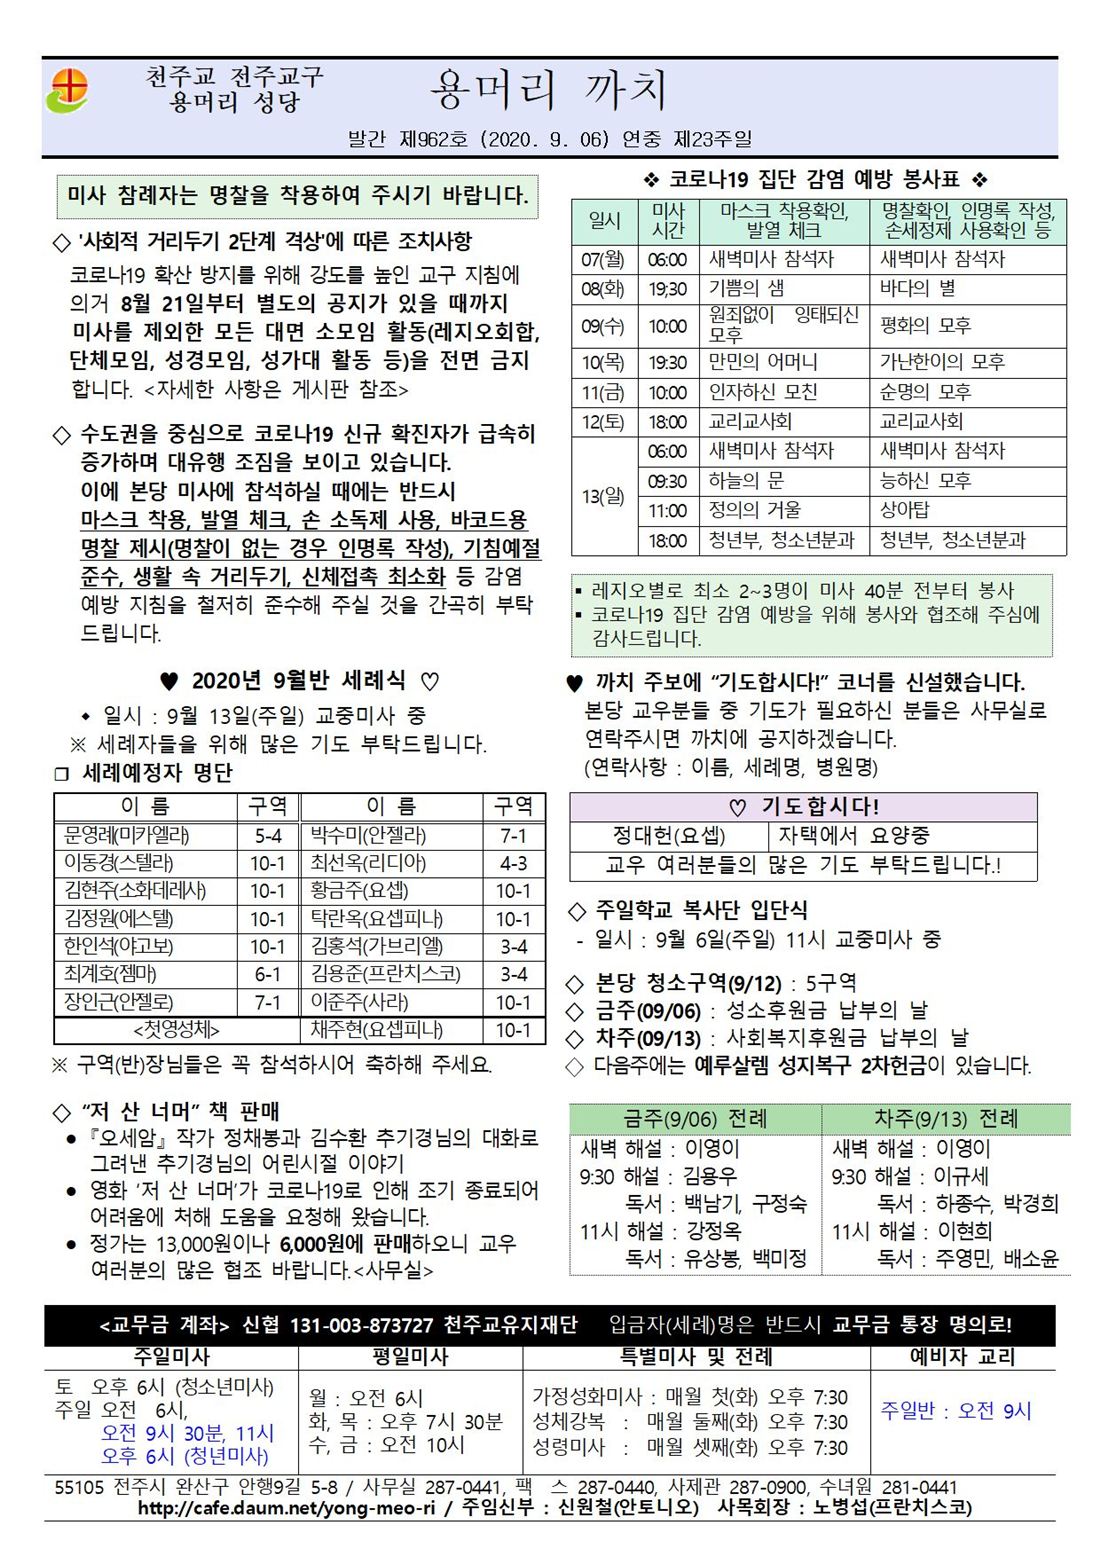 천주교 전주교구
용머리 성당
용머리 까치
발간 제962호 (2020. 9. 06) 연중 제23주일
미사 참례자는 명찰을 착용하여 주시기 바랍니다.
◇ '사회적 거리두기 2단계 격상'에 따른 조치사항
코로나19 확산 방지를 위해 강도를 높인 교구 지침에
의거 8월 21일부터 별도의 공지가 있을 때까지
미사를 제외한 모든 대면 소모임 활동(레지오회합,
단체모임, 성경모임, 성가대 활동 등)을 전면 금지
합니다. <자세한 사항은 게시판 참조>
◇ 수도권을 중심으로 코로나19 신규 확진자가 급속히
증가하며 대유행 조짐을 보이고 있습니다.
이에 본당 미사에 참석하실 때에는 반드시
마스크 착용, 발열 체크, 손 소독제 사용, 바코드용
명찰 제시(명찰이 없는 경우 인명록 작성), 기침예절
준수, 생활 속 거리두기, 신체접촉 최소화 등 감염
예방 지침을 철저히 준수해 주실 것을 간곡히 부탁
드립니다.
♥ 2020년 9월반 세례식 ♡
◆ 일시 : 9월 13일(주일) 교중미사 중
※ 세례자들을 위해 많은 기도 부탁드립니다.
❒ 세례예정자 명단
이 름 구역 이 름 구역
문영례(미카엘라) 5-4 박수미(안젤라) 7-1
이동경(스텔라) 10-1 최선옥(리디아) 4-3
김현주(소화데레사) 10-1 황금주(요셉) 10-1
김정원(에스텔) 10-1 탁란옥(요셉피나) 10-1
한인석(야고보) 10-1 김홍석(가브리엘) 3-4
최계호(젬마) 6-1 김용준(프란치스코) 3-4
장인근(안젤로) 7-1 이준주(사라) 10-1
<첫영성체> 채주현(요셉피나) 10-1
※ 구역(반)장님들은 꼭 참석하시어 축하해 주세요.
◇ “저 산 너머” 책 판매
● 『오세암』 작가 정채봉과 김수환 추기경님의 대화로
그려낸 추기경님의 어린시절 이야기
● 영화 ‘저 산 너머’가 코로나19로 인해 조기 종료되어
어려움에 처해 도움을 요청해 왔습니다.
● 정가는 13,000원이나 6,000원에 판매하오니 교우
여러분의 많은 협조 바랍니다.<사무실>
❖ 코로나19 집단 감염 예방 봉사표 ❖
일시 미사 시간 마스크 착용확인, 발열 체크 명찰확인, 인명록 작성, 손세정제 사용확인 등
07(월) 06:00 새벽미사 참석자 새벽미사 참석자
08(화) 19;30 기쁨의 샘 바다의 별
09(수) 10:00 원죄없이 잉태되신 모후 평화의 모후
10(목) 19:30 만민의 어머니 가난한이의 모후
11(금) 10:00 인자하신 모친 순명의 모후
12(토) 18:00 교리교사회 교리교사회
13(일) 06:00 새벽미사 참석자 새벽미사 참석자
09:30 하늘의 문 능하신 모후
11:00 정의의 거울 상아탑
18:00 청년부, 청소년분과 청년부, 청소년분과
▪ 레지오별로 최소 2~3명이 미사 40분 전부터 봉사
▪ 코로나19 집단 감염 예방을 위해 봉사와 협조해 주심에
감사드립니다.
♥ 까치 주보에 “기도합시다!” 코너를 신설했습니다.
본당 교우분들 중 기도가 필요하신 분들은 사무실로
연락주시면 까치에 공지하겠습니다.
(연락사항 : 이름, 세례명, 병원명)
♡ 기도합시다!
정대헌(요셉) 자택에서 요양중
교우 여러분들의 많은 기도 부탁드립니다.!
◇ 주일학교 복사단 입단식
- 일시 : 9월 6일(주일) 11시 교중미사 중
◇ 본당 청소구역(9/12) : 5구역
◇ 금주(09/06) : 성소후원금 납부의 날
◇ 차주(09/13) : 사회복지후원금 납부의 날
◇ 다음주에는 예루살렘 성지복구 2차헌금이 있습니다.
금주(9/06) 전례 차주(9/13) 전례
새벽 해설 : 이영이 새벽 해설 : 이영이
9:30 해설 : 김용우 9:30 해설 : 이규세
독서 : 백남기, 구정숙 독서 : 하종수, 박경희
11시 해설 : 강정옥 11시 해설 : 이현희
독서 : 유상봉, 백미정 독서 : 주영민, 배소윤
<교무금 계좌> 신협 131-003-873727 천주교유지재단 입금자(세례)명은 반드시 교무금 통장 명의로!
주일미사 평일미사 특별미사 및 전례 예비자 교리
토 오후 6시 (청소년미사)
주일 오전 6시,
오전 9시 30분, 11시
오후 6시 (청년미사)
월 : 오전 6시
화, 목 : 오후 7시 30분
수, 금 : 오전 10시
가정성화미사 : 매월 첫(화) 오후 7:30
성체강복 : 매월 둘째(화) 오후 7:30
성령미사 : 매월 셋째(화) 오후 7:30
주일반 : 오전 9시
55105 전주시 완산구 안행9길 5-8 / 사무실 287-0441, 팩 스 287-0440, 사제관 287-0900, 수녀원 281-0441
http://cafe.daum.net/yong-meo-ri / 주임신부 : 신원철(안토니오) 사목회장 : 노병섭(프란치스코)